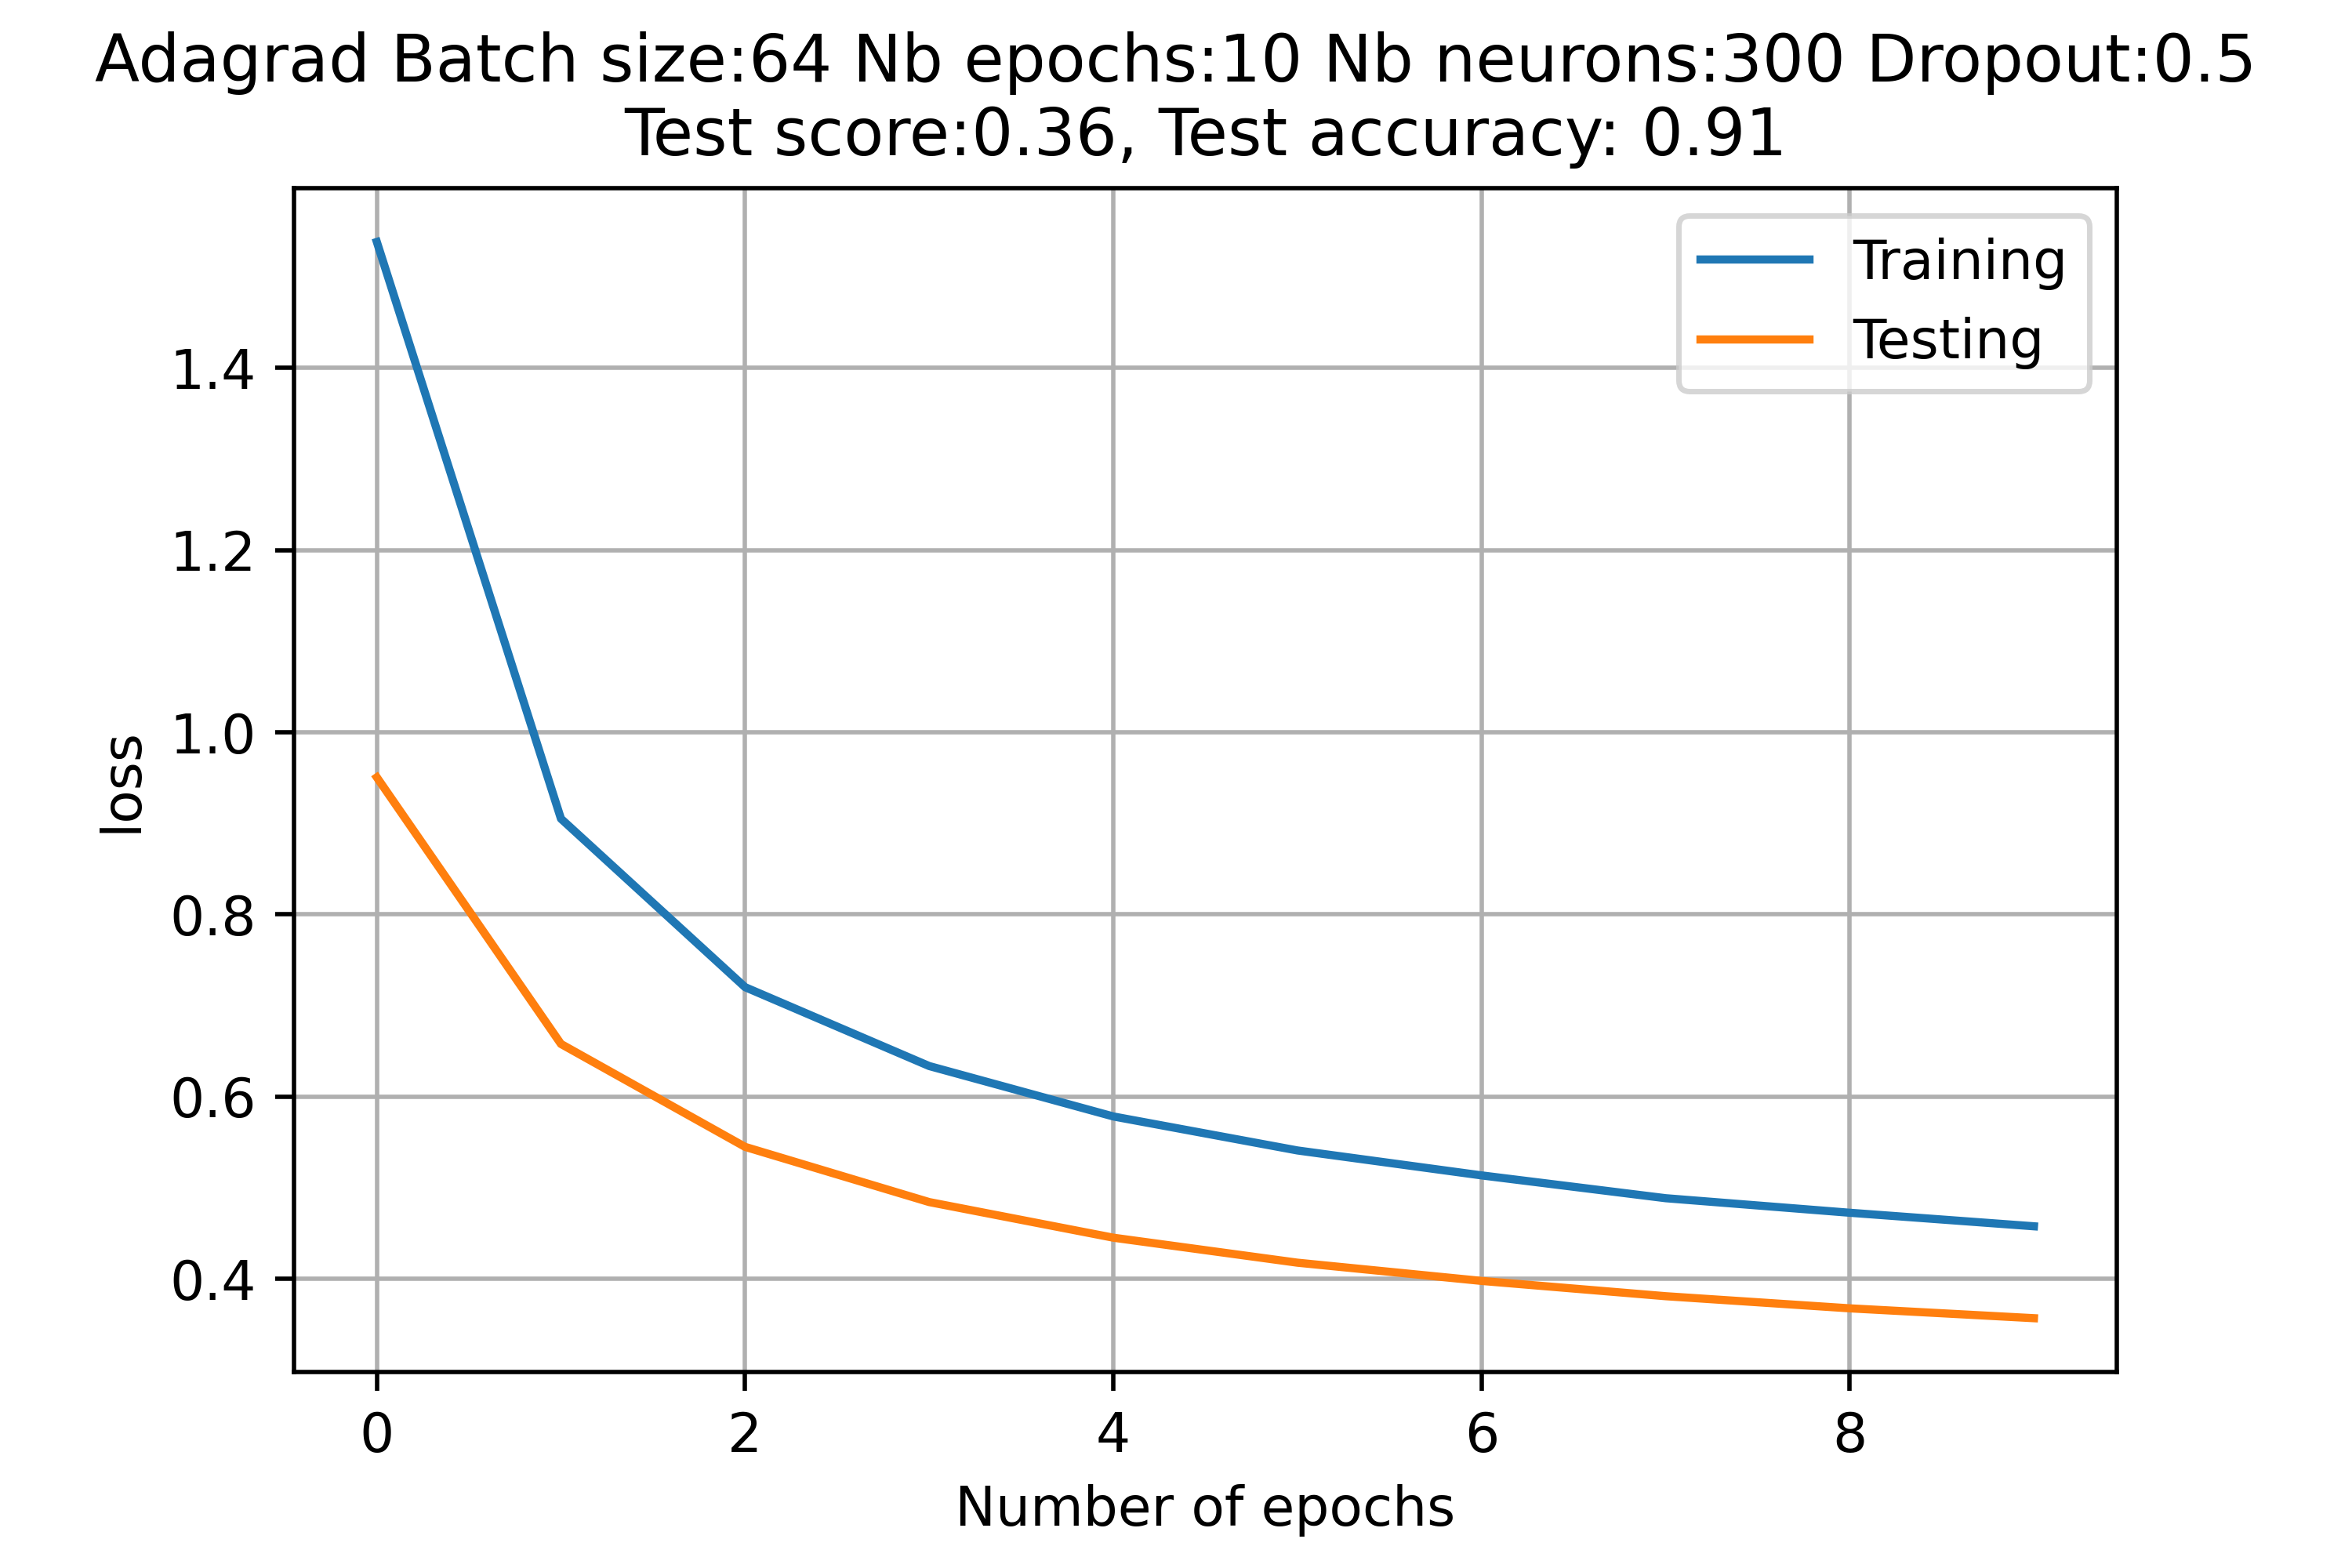 Adagrad Batch size:64 Nb epochs:10 Nb neurons:300 Dropout:0.5
Test score:0.36, Test accuracy: 0.91
Training
Testing
1.4
1.2
1.0
0.8
0.6
0.4
loss
0 2 4 6 8
Number of epochs